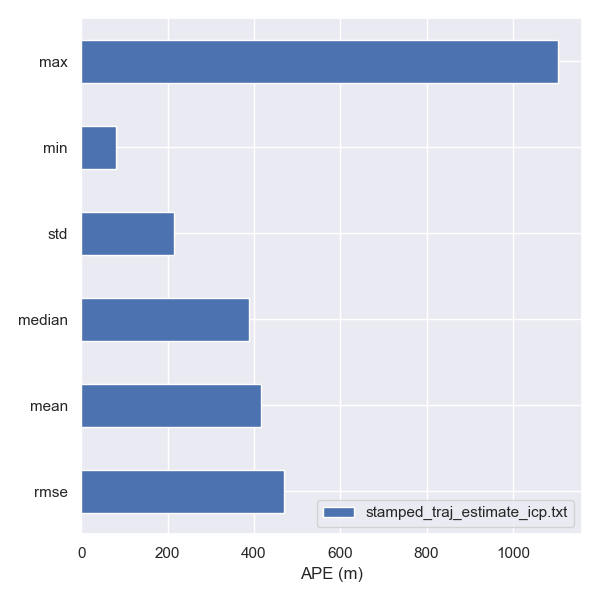 max
min
std
median
mean
rmse
stamped_traj_estimate_icp.txt
0 200 400 600 800 1000
APE (m)